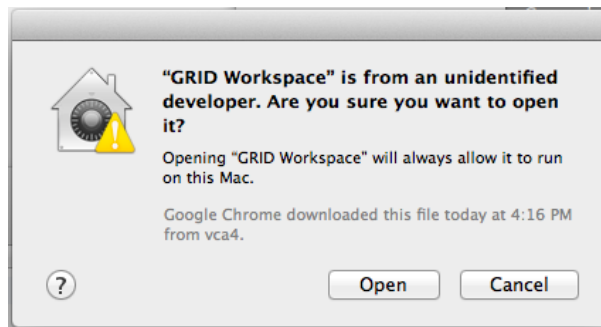 “GRID Workspace” is from an unidentified
developer. Are you sure you want to open
it?
Opening “GRID Workspace” will always allow it to run
on this Mac.
Google Chrome downloaded this file today at 4:16 PM
from vca4.
?
Open
Cancel